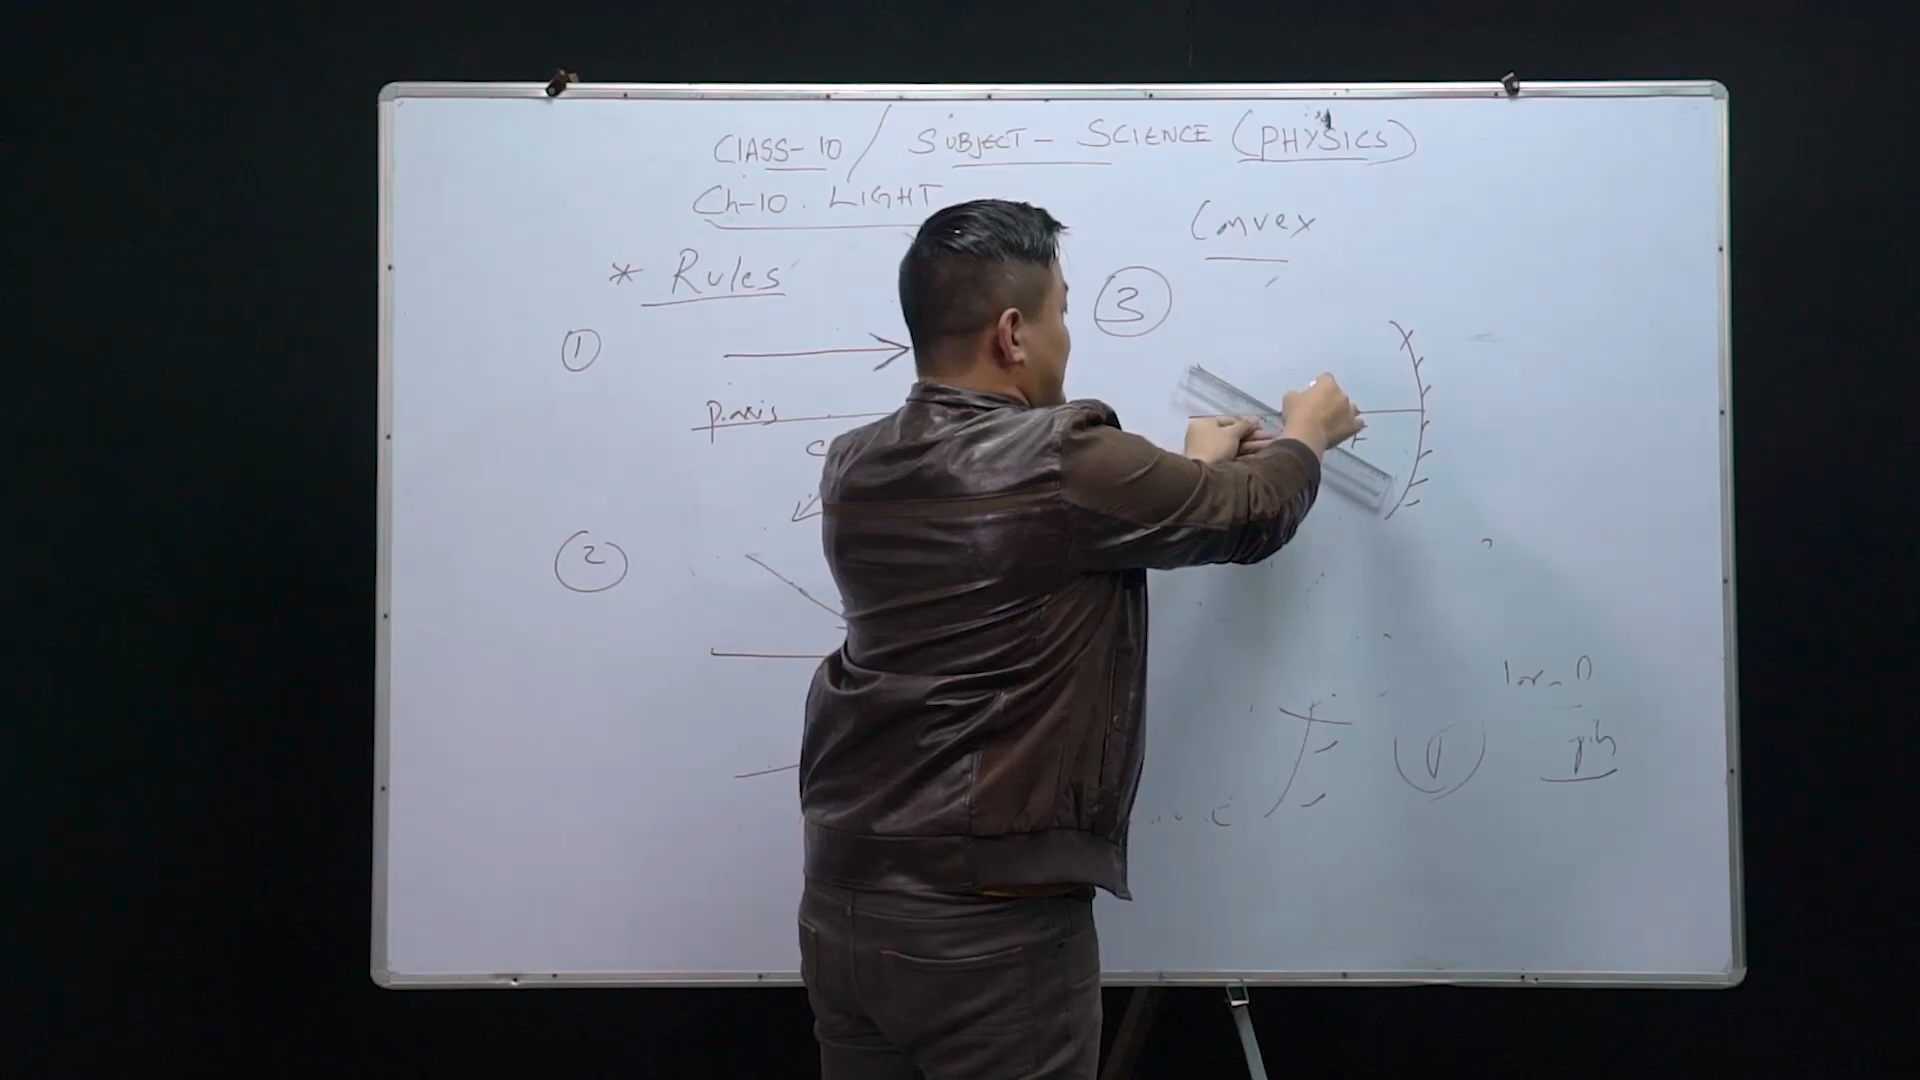 CLASS-10 / SUBJECT - SCIENCE (PHYSICS)
Ch-10. LIGHT
Convex
* Rules
3
1
P.axis
C
F
2